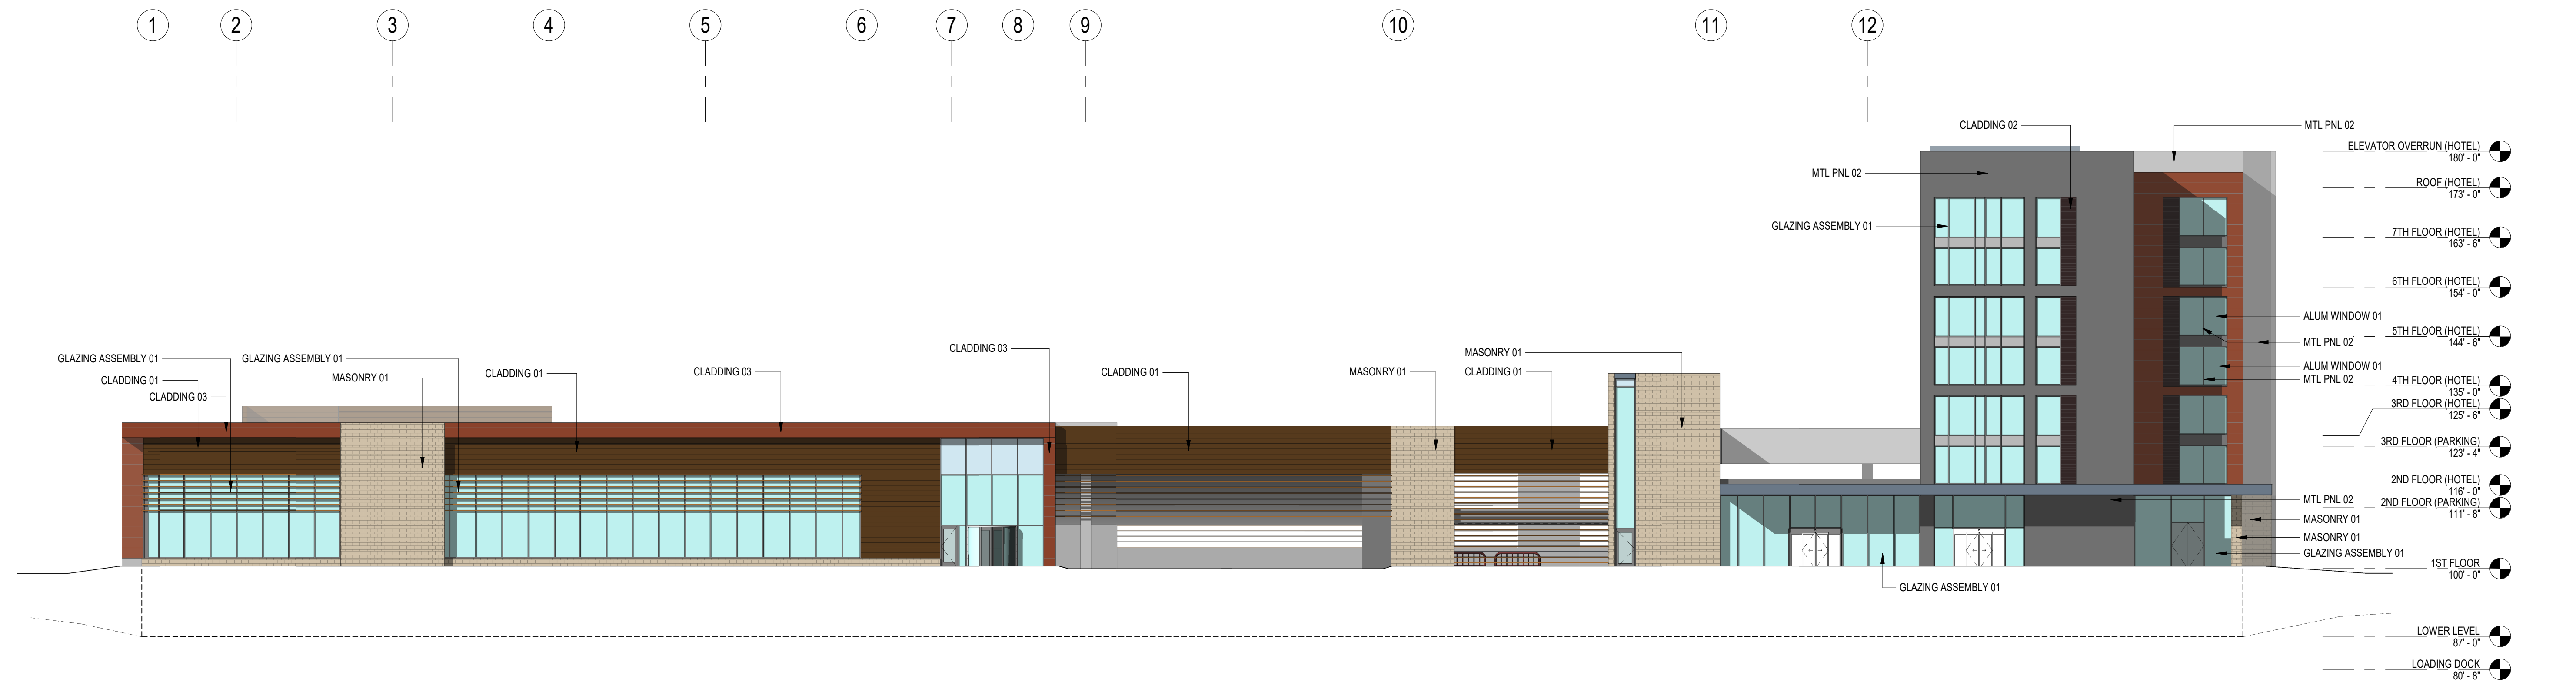 1 2 3 4 5 6 7 8 9 10 11 12
CLADDING 02
MTL PNL 02
MTL PNL 02
GLAZING ASSEMBLY 01
ELEVATOR OVERRUN (HOTEL)
180' - 0"
ROOF (HOTEL)
173' - 0"
7TH FLOOR (HOTEL)
163' - 6"
6TH FLOOR (HOTEL)
154' - 0"
ALUM WINDOW 01
5TH FLOOR (HOTEL)
144' - 6"
MTL PNL 02
ALUM WINDOW 01
MTL PNL 02
4TH FLOOR (HOTEL)
135' - 0"
3RD FLOOR (HOTEL)
125' - 6"
3RD FLOOR (PARKING)
123' - 4"
2ND FLOOR (HOTEL)
116' - 0"
MTL PNL 02
2ND FLOOR (PARKING)
111' - 8"
MASONRY 01
MASONRY 01
GLAZING ASSEMBLY 01
1ST FLOOR
100' - 0"
LOWER LEVEL
87' - 0"
LOADING DOCK
80' - 8"
GLAZING ASSEMBLY 01
CLADDING 01
CLADDING 03
GLAZING ASSEMBLY 01
MASONRY 01
CLADDING 01
CLADDING 03
CLADDING 03
CLADDING 01
MASONRY 01
MASONRY 01
CLADDING 01
GLAZING ASSEMBLY 01